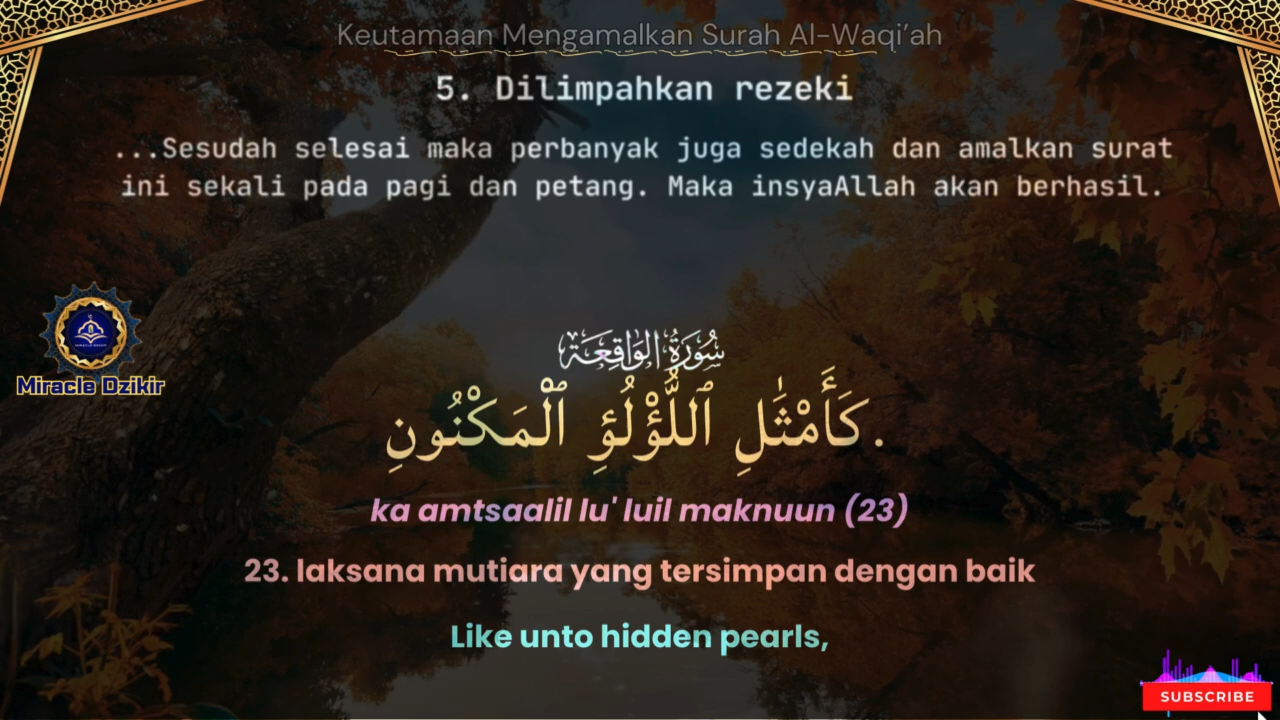 Keutamaan Mengamalkan Surah Al-Waqi’ah
5. Dilimpahkan rezeki
...Sesudah selesai maka perbanyak juga sedekah dan amalkan surat
ini sekali pada pagi dan petang. Maka insyaAllah akan berhasil.
سُورَةُ الوَاقِعَة
Miracle Dzikir
كَأَمْثَٰلِ ٱللُّؤْلُؤِ ٱلْمَكْنُونِ.
ka amtsaalil lu' luil maknuun (23)
23. laksana mutiara yang tersimpan dengan baik
Like unto hidden pearls,
SUBSCRIBE